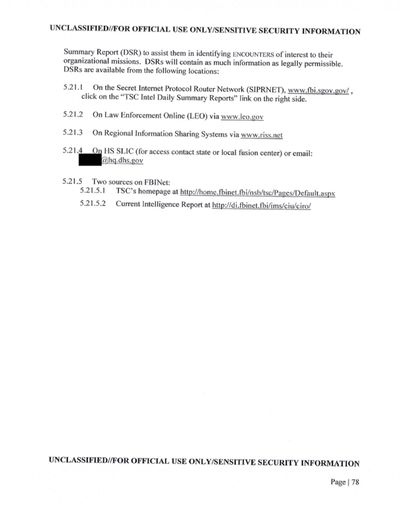 UNCLASSIFIED//FOR OFFICIAL USE ONLY/SENSITIVE SECURITY INFORMATION
Summary Report (DSR) to assist them in identifying ENCOUNTERS of interest to their
organizational missions. DSRs will contain as much information as legally permissible.
DSRs are available from the following locations:
5.21.1 On the Secret Internet Protocol Router Network (SIPRNET), www.fbi.sgov.gov/ ,
click on the "TSC Intel Daily Summary Reports" link on the right side.
5.21.2 On Law Enforcement Online (LEO) via www.leo.gov
5.21.3 On Regional Information Sharing Systems via www.riss.net
5.21.4 On HS SLIC (for access contact state or local fusion center) or email:
@hq.dhs.gov
5.21.5 Two sources on FBINet:
5.21.5.1 TSC's homepage at http://home.fbinet.fbi/nsb/tsc/Pages/Default.aspx
5.21.5.2 Current Intelligence Report at http://di.fbinet.fbi/ims/ciu/ciro/
UNCLASSIFIED//FOR OFFICIAL USE ONLY/SENSITIVE SECURITY INFORMATION
Page | 78